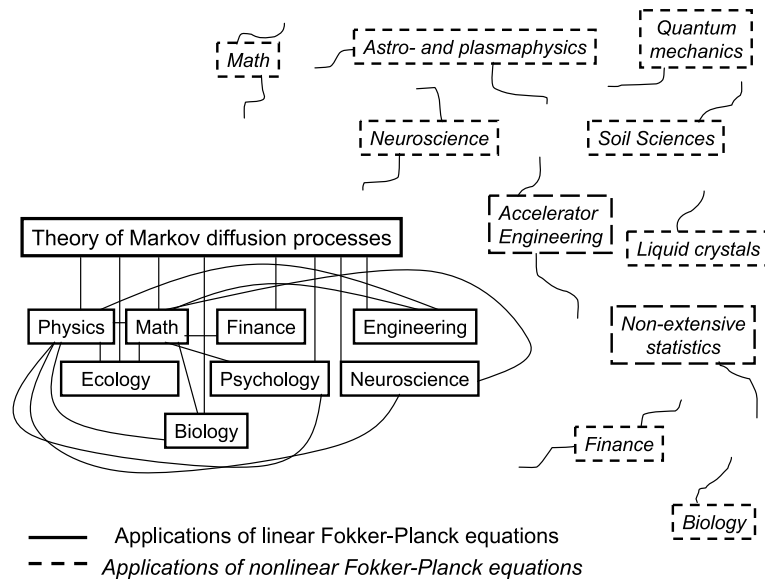 Quantum
mechanics
Math
Astro- and plasmaphysics
Neuroscience
Soil Sciences
Accelerator
Engineering
Liquid crystals
Theory of Markov diffusion processes
Physics
Math
Finance
Engineering
Non-extensive
statistics
Ecology
Psychology
Neuroscience
Biology
Finance
Biology
Applications of linear Fokker-Planck equations
Applications of nonlinear Fokker-Planck equations